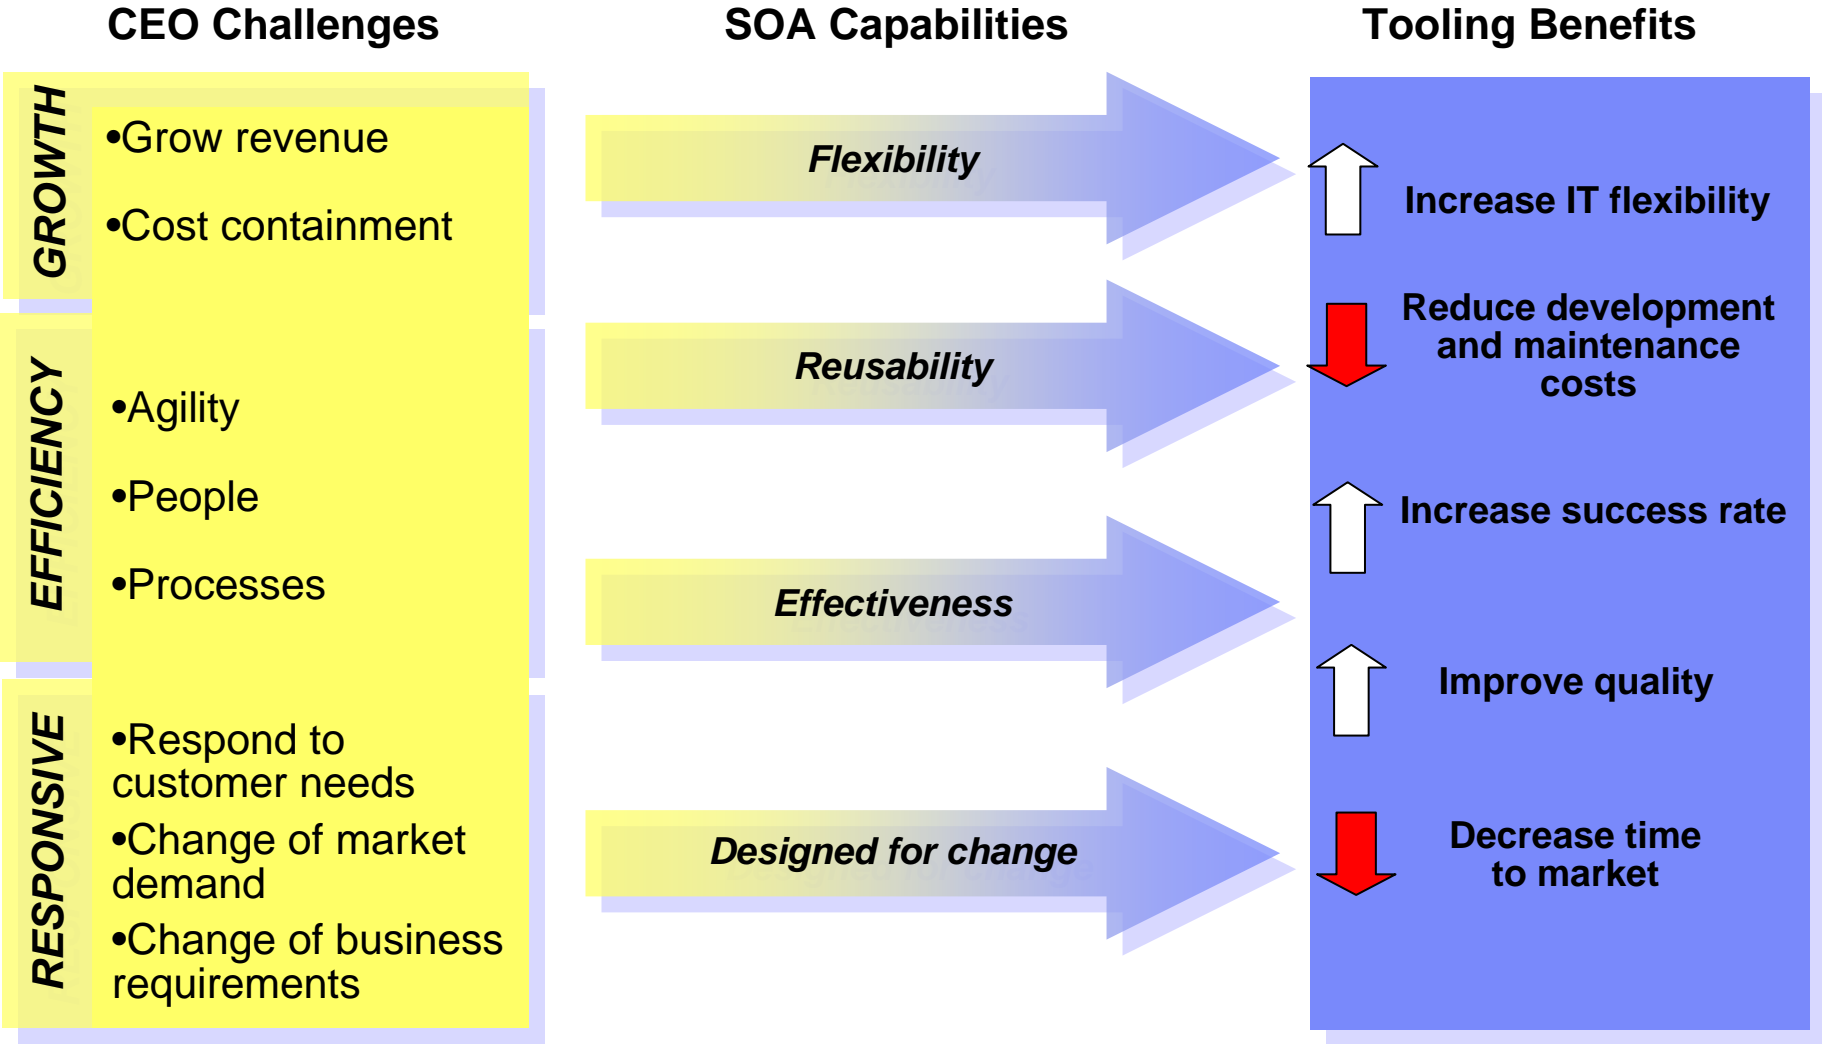 CEO Challenges
SOA Capabilities
Tooling Benefits
GROWTH
•Grow revenue
•Cost containment
EFFICIENCY
•Agility
•People
•Processes
RESPONSIVE
•Respond to
customer needs
•Change of market
demand
•Change of business
requirements
Flexibility
Reusability
Effectiveness
Designed for change
Increase IT flexibility
Reduce development
and maintenance
costs
Increase success rate
Improve quality
Decrease time
to market